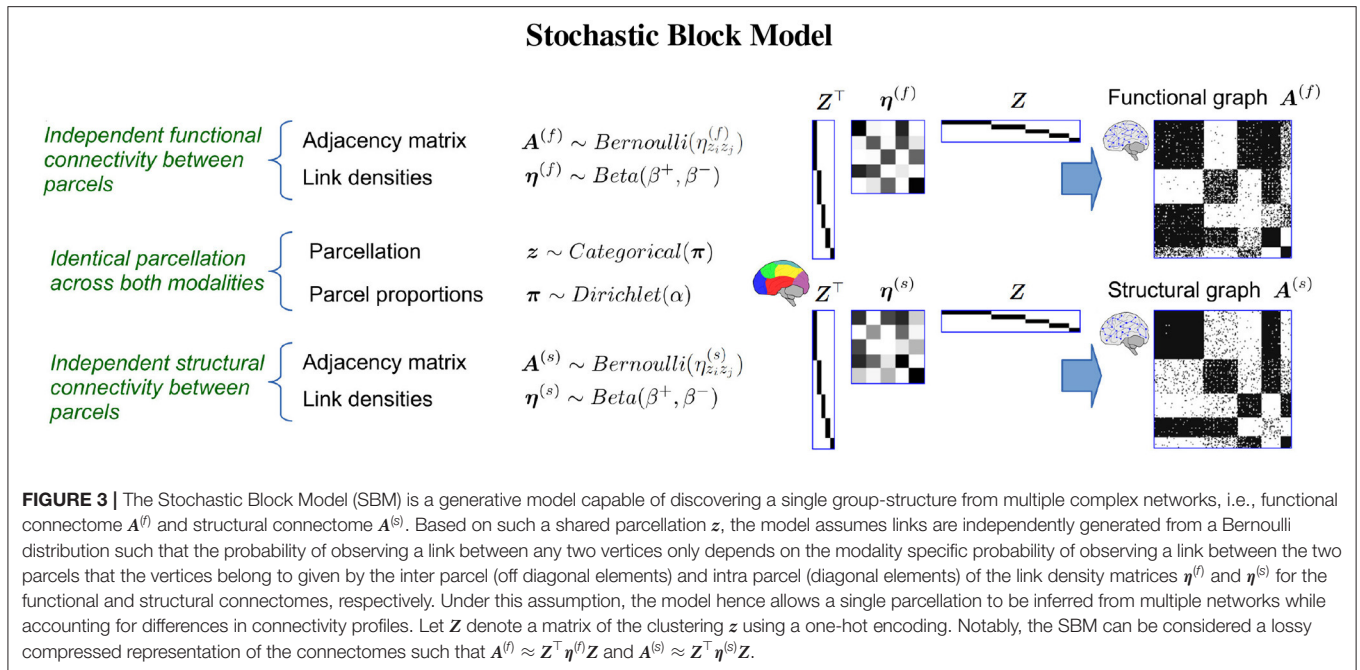 Stochastic Block Model
Independent functional
connectivity between
parcels
Adjacency matrix
A^(f) ∼ Bernoulli(η^(f)_{z_i z_j})
Link densities
η^(f) ∼ Beta(β⁺, β⁻)
Identical parcellation
across both modalities
Parcellation
z ∼ Categorical(π)
Parcel proportions
π ∼ Dirichlet(α)
Independent structural
connectivity between
parcels
Adjacency matrix
A^(s) ∼ Bernoulli(η^(s)_{z_i z_j})
Link densities
η^(s) ∼ Beta(β⁺, β⁻)
Z^⊤ η^(f) Z Functional graph A^(f)
Z^⊤ η^(s) Z Structural graph A^(s)
FIGURE 3 | The Stochastic Block Model (SBM) is a generative model capable of discovering a single group-structure from multiple complex networks, i.e., functional
connectome A^(f) and structural connectome A^(s). Based on such a shared parcellation z, the model assumes links are independently generated from a Bernoulli
distribution such that the probability of observing a link between any two vertices only depends on the modality specific probability of observing a link between the two
parcels that the vertices belong to given by the inter parcel (off diagonal elements) and intra parcel (diagonal elements) of the link density matrices η^(f) and η^(s) for the
functional and structural connectomes, respectively. Under this assumption, the model hence allows a single parcellation to be inferred from multiple networks while
accounting for differences in connectivity profiles. Let Z denote a matrix of the clustering z using a one-hot encoding. Notably, the SBM can be considered a lossy
compressed representation of the connectomes such that A^(f) ≈ Z^⊤ η^(f) Z and A^(s) ≈ Z^⊤ η^(s) Z.